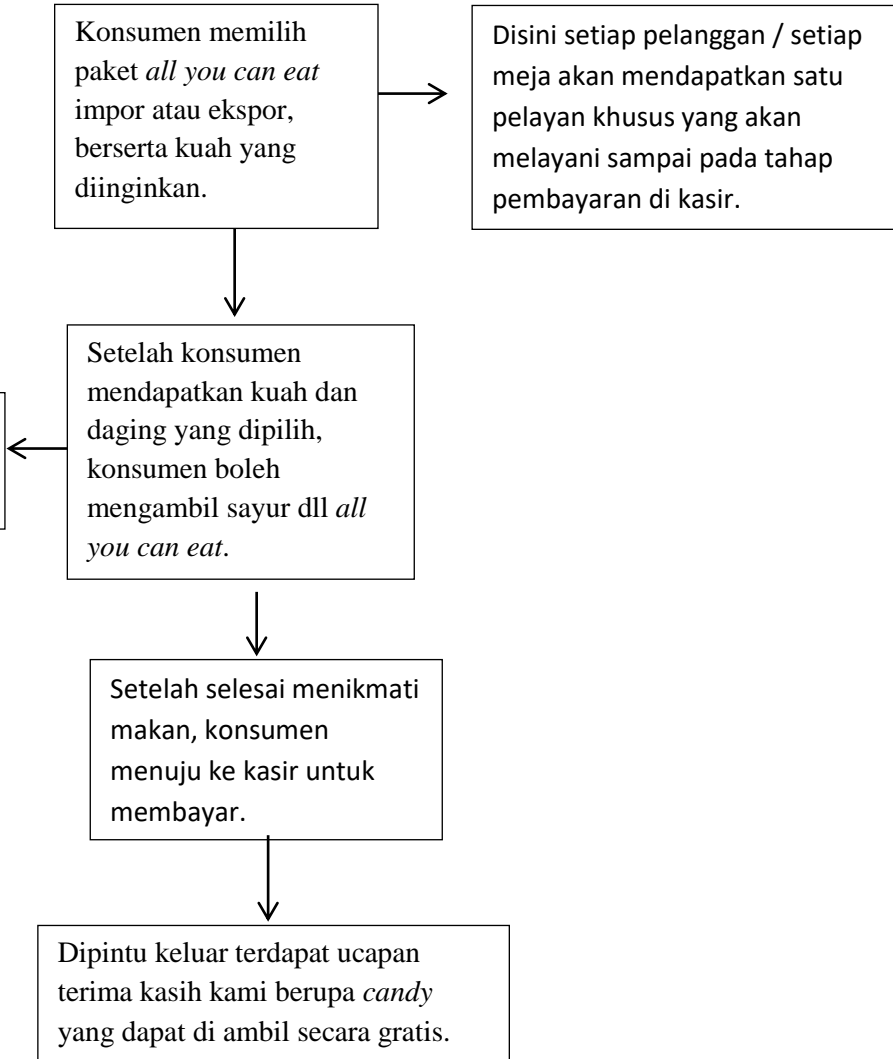 Konsumen memilih
paket all you can eat
impor atau ekspor,
berserta kuah yang
diinginkan.
Disini setiap pelanggan / setiap
meja akan mendapatkan satu
pelayan khusus yang akan
melayani sampai pada tahap
pembayaran di kasir.
Setelah konsumen
mendapatkan kuah dan
daging yang dipilih,
konsumen boleh
mengambil sayur dll all
you can eat.
Setelah selesai menikmati
makan, konsumen
menuju ke kasir untuk
membayar.
Dipintu keluar terdapat ucapan
terima kasih kami berupa candy
yang dapat di ambil secara gratis.